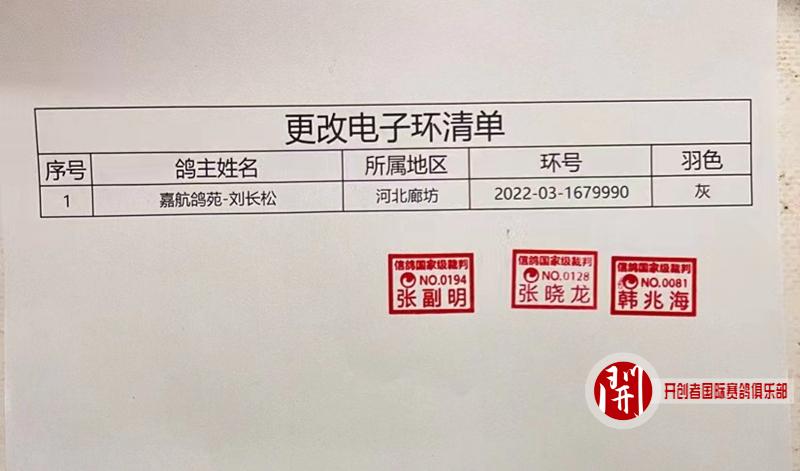 更改电子环清单
序号 鸽主姓名 所属地区 环号 羽色
1 嘉航鸽苑-刘长松 河北廊坊 2022-03-1679990 灰
信鸽国家级裁判 信鸽国家级裁判 信鸽国家级裁判
NO.0194 NO.0128 NO.0081
张副明 张晓龙 韩兆海
开创者国际赛鸽俱乐部